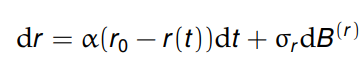 dr = α(r₀ − r(t))dt + σᵣdB⁽ʳ⁾